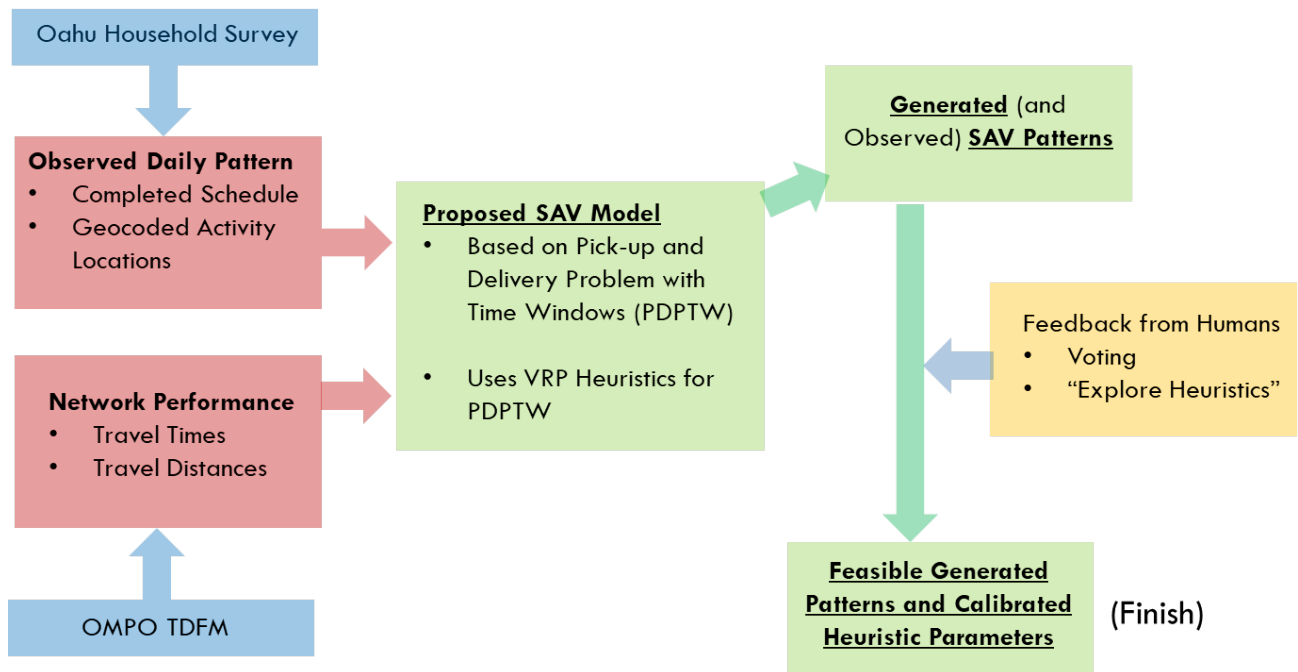 Oahu Household Survey
Observed Daily Pattern
• Completed Schedule
• Geocoded Activity
Locations
Network Performance
• Travel Times
• Travel Distances
OMPO TDFM
Proposed SAV Model
• Based on Pick-up and
Delivery Problem with
Time Windows (PDPTW)
• Uses VRP Heuristics for
PDPTW
Generated (and
Observed) SAV Patterns
Feedback from Humans
• Voting
• “Explore Heuristics”
Feasible Generated
Patterns and Calibrated
Heuristic Parameters
(Finish)